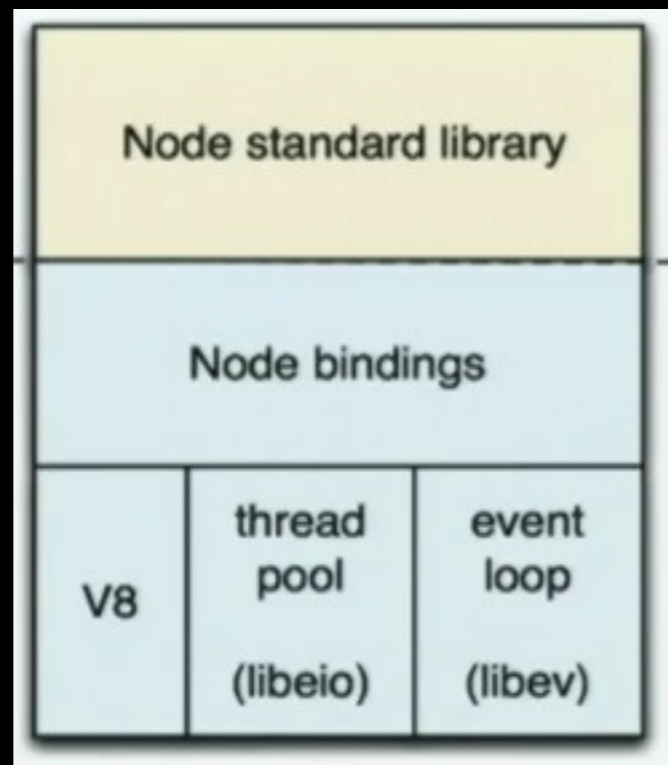 Node standard library
Node bindings
V8
thread
pool
(libeio)
event
loop
(libev)